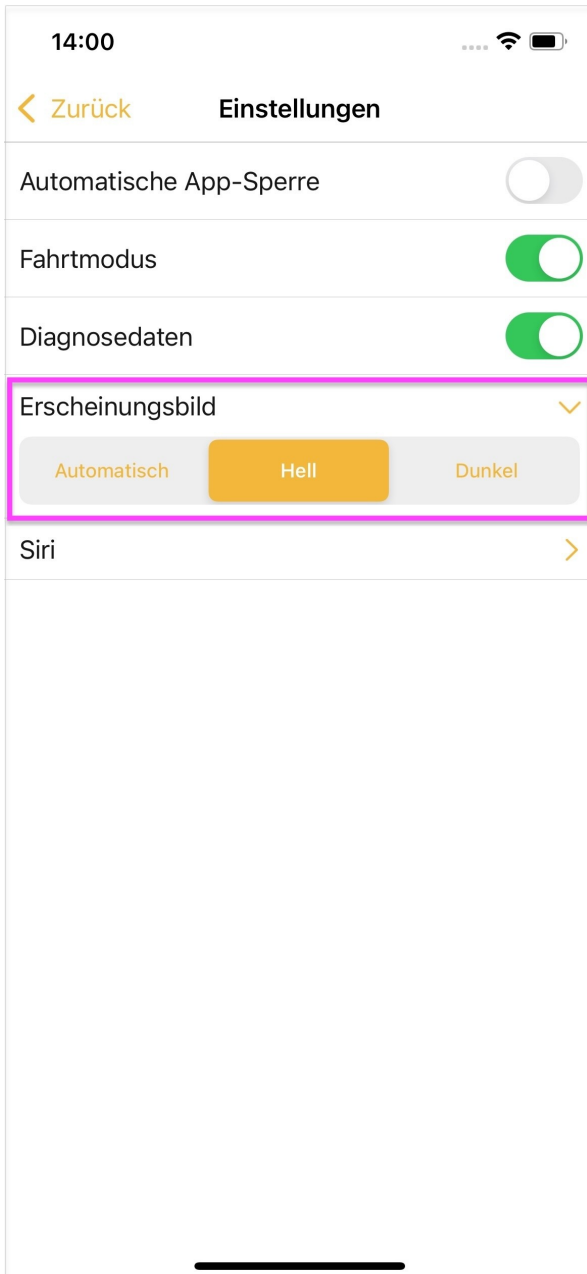 14:00
Zurück Einstellungen
Automatische App-Sperre
Fahrtmodus
Diagnosedaten
Erscheinungsbild
Automatisch Hell Dunkel
Siri